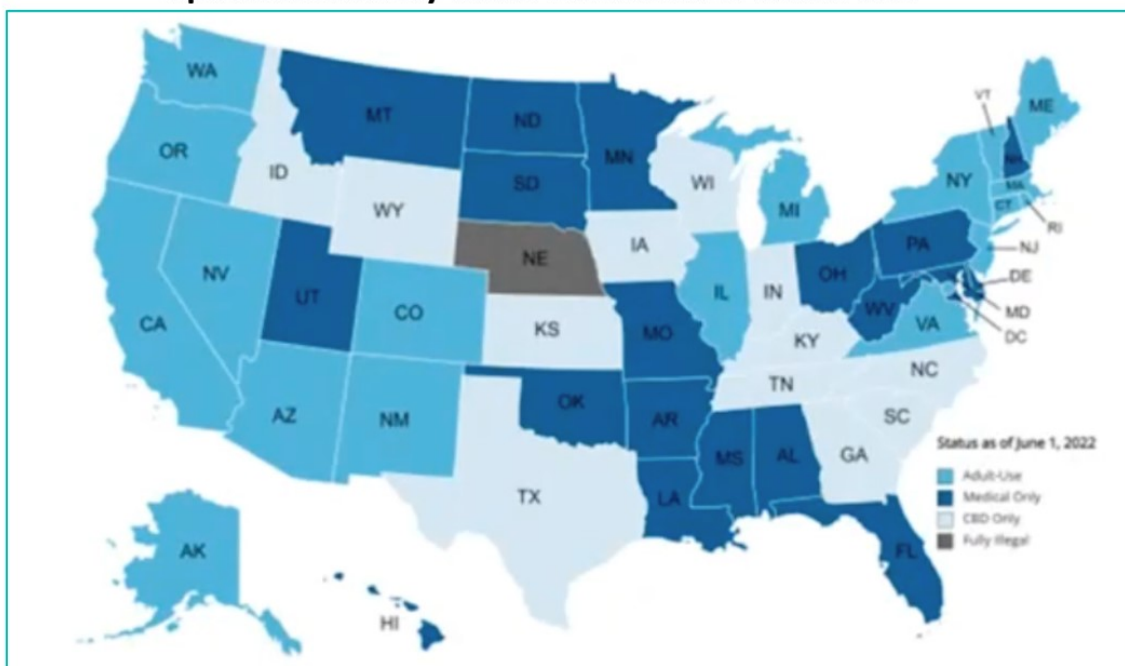 WA
MT
ND
MN
VT
ME
OR
ID
SD
WI
NH
WY
MI
NY
MA
CT
RI
IA
PA
NJ
NE
OH
DE
NV
UT
IL
IN
MD
CO
WV
VA
DC
CA
KS
MO
KY
NC
TN
AZ
NM
OK
AR
SC
GA
MS
AL
TX
LA
AK
FL
HI
Status as of June 1, 2022
Adult-Use
Medical Only
CBD Only
Fully Illegal